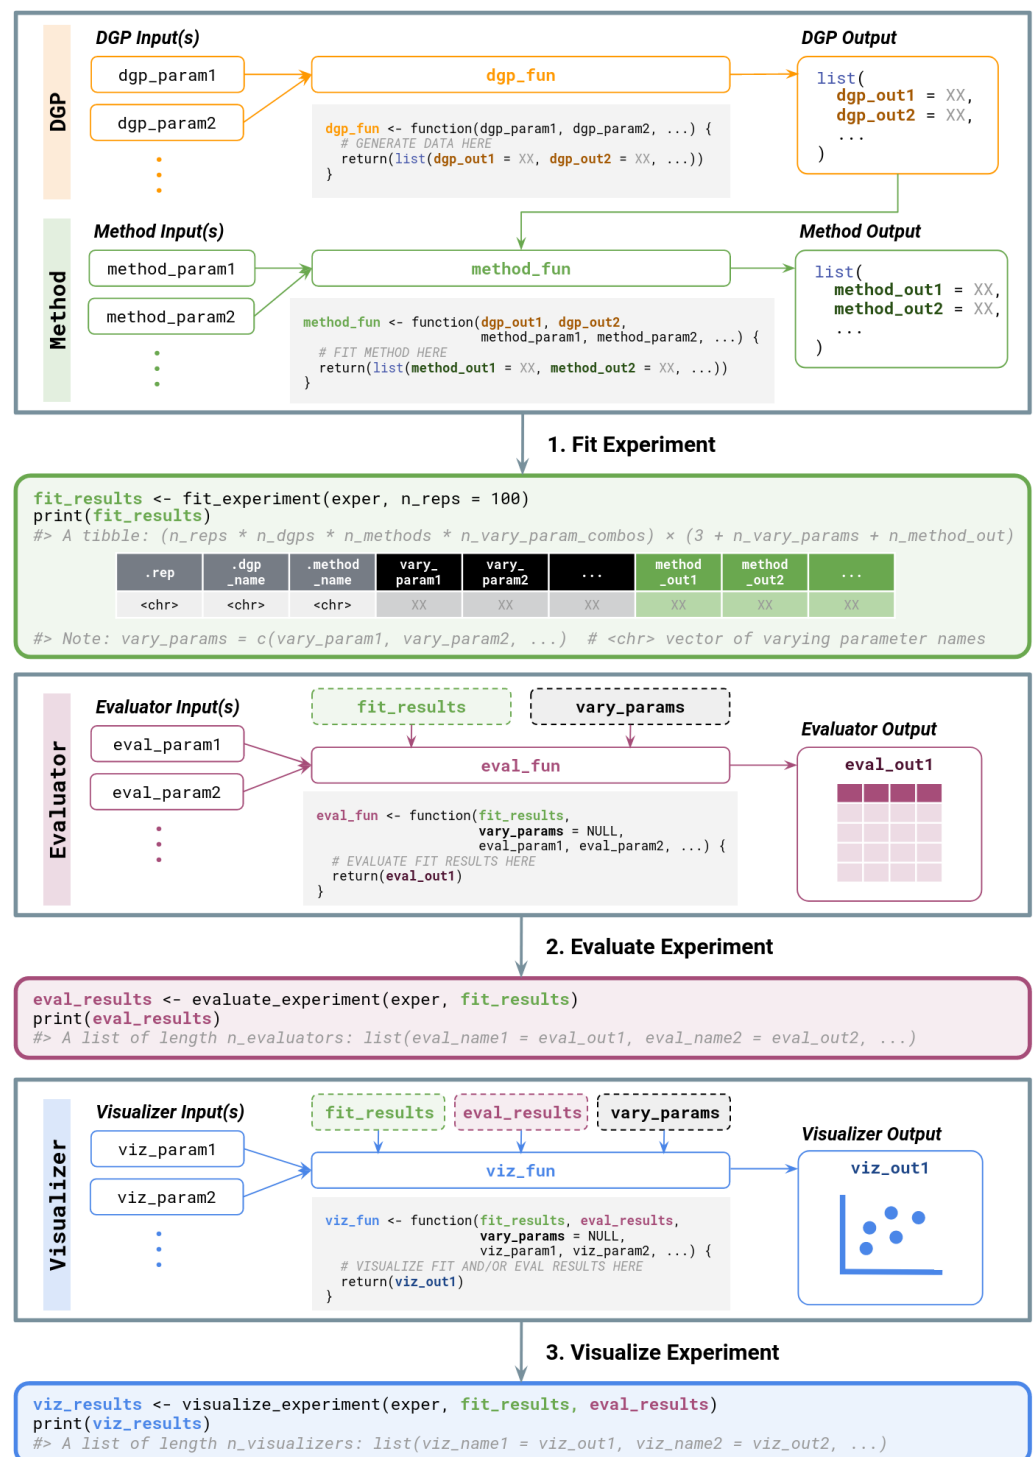 DGP Input(s)
DGP Output
DGP
dgp_param1
dgp_fun
dgp_param2
list(
dgp_out1 = XX,
dgp_out2 = XX,
...
)
dgp_fun <- function(dgp_param1, dgp_param2, ...) {
# GENERATE DATA HERE
return(list(dgp_out1 = XX, dgp_out2 = XX, ...))
}
Method Input(s)
Method Output
Method
method_param1
method_fun
method_param2
list(
method_out1 = XX,
method_out2 = XX,
...
)
method_fun <- function(dgp_out1, dgp_out2,
method_param1, method_param2, ...) {
# FIT METHOD HERE
return(list(method_out1 = XX, method_out2 = XX, ...))
}
1. Fit Experiment
fit_results <- fit_experiment(exper, n_reps = 100)
print(fit_results)
#> A tibble: (n_reps * n_dgps * n_methods * n_vary_param_combos) × (3 + n_vary_params + n_method_out)
.rep .dgp_name .method_name vary_param1 vary_param2 ... method_out1 method_out2 ...
<chr> <chr> <chr> XX XX XX XX XX XX
#> Note: vary_params = c(vary_param1, vary_param2, ...) # <chr> vector of varying parameter names
Evaluator Input(s)
fit_results
vary_params
Evaluator Output
Evaluator
eval_param1
eval_fun
eval_param2
eval_out1
eval_fun <- function(fit_results,
vary_params = NULL,
eval_param1, eval_param2, ...) {
# EVALUATE FIT RESULTS HERE
return(eval_out1)
}
2. Evaluate Experiment
eval_results <- evaluate_experiment(exper, fit_results)
print(eval_results)
#> A list of length n_evaluators: list(eval_name1 = eval_out1, eval_name2 = eval_out2, ...)
Visualizer Input(s)
fit_results
eval_results
vary_params
Visualizer Output
Visualizer
viz_param1
viz_fun
viz_param2
viz_out1
viz_fun <- function(fit_results, eval_results,
vary_params = NULL,
viz_param1, viz_param2, ...) {
# VISUALIZE FIT AND/OR EVAL RESULTS HERE
return(viz_out1)
}
3. Visualize Experiment
viz_results <- visualize_experiment(exper, fit_results, eval_results)
print(viz_results)
#> A list of length n_visualizers: list(viz_name1 = viz_out1, viz_name2 = viz_out2, ...)